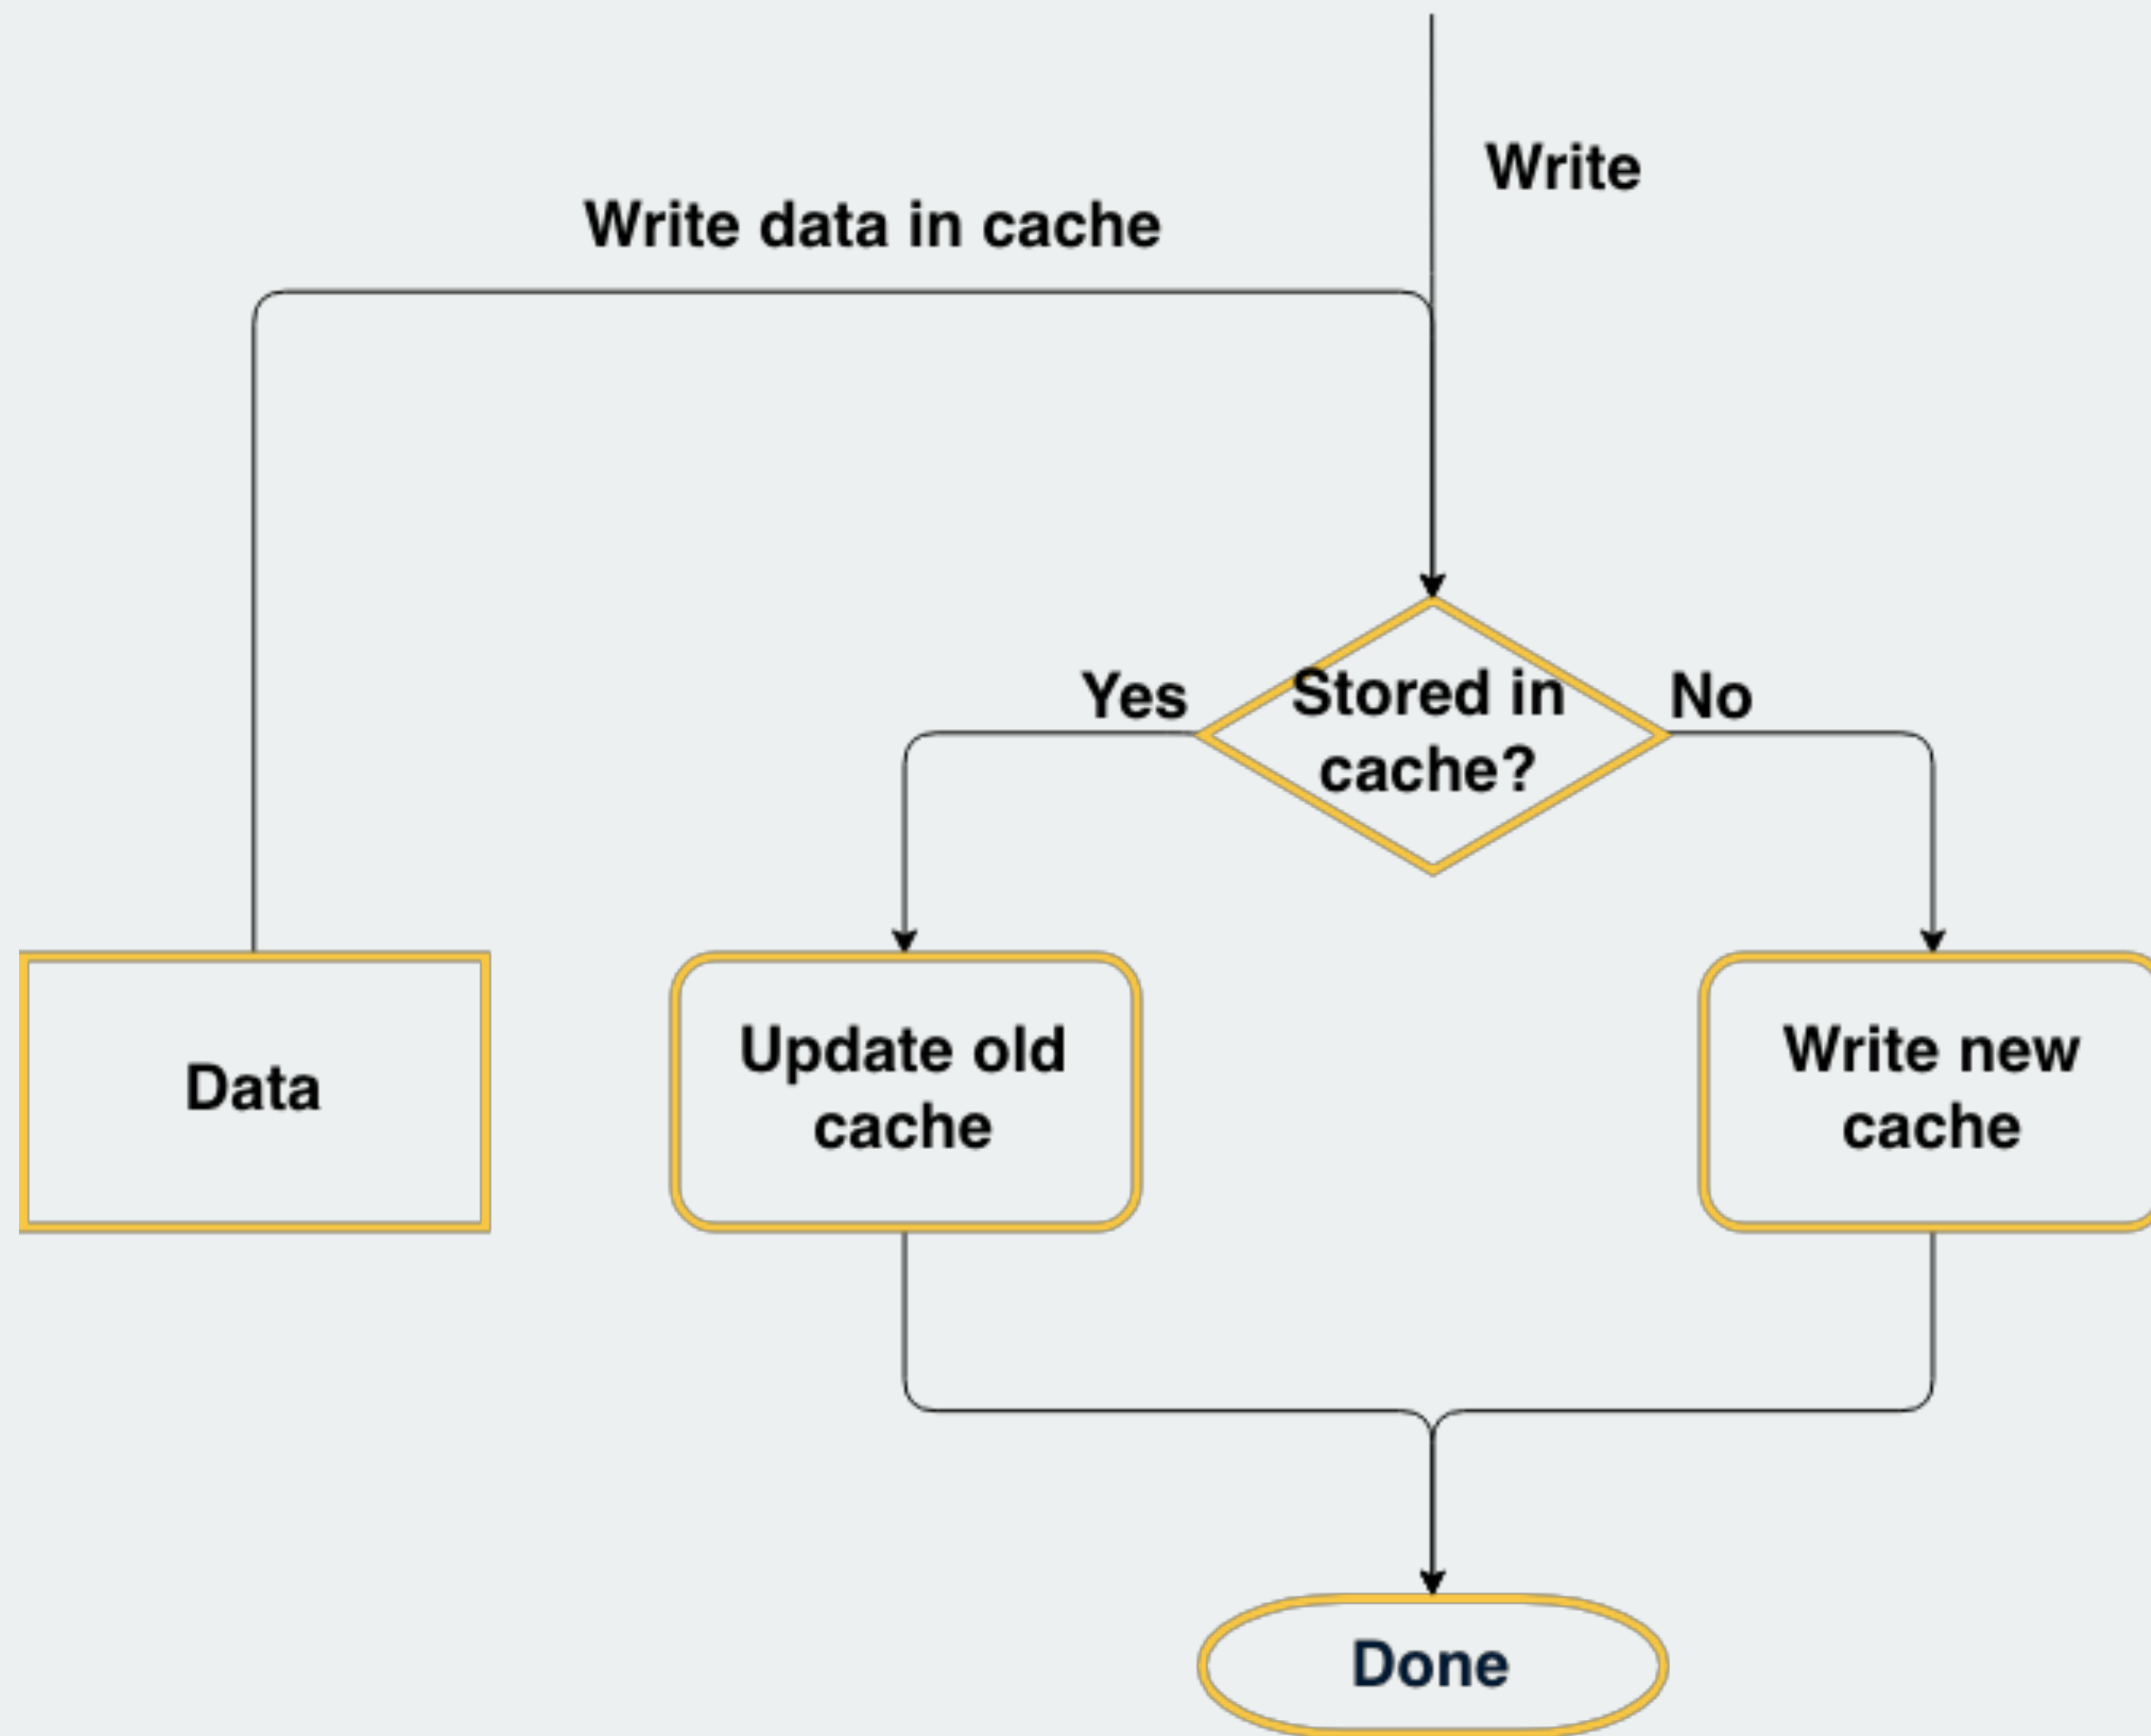 Write
Write data in cache
Yes
Stored in
cache?
No
Data
Update old
cache
Write new
cache
Done